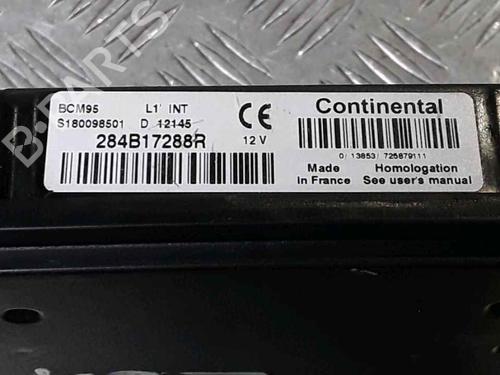 B-PARTS
BCM95 L1' INT
S180098501 D 12145
284B17288R
12 V
Continental
0/ 13853/ 725879111
Made in France
Homologation
See user's manual